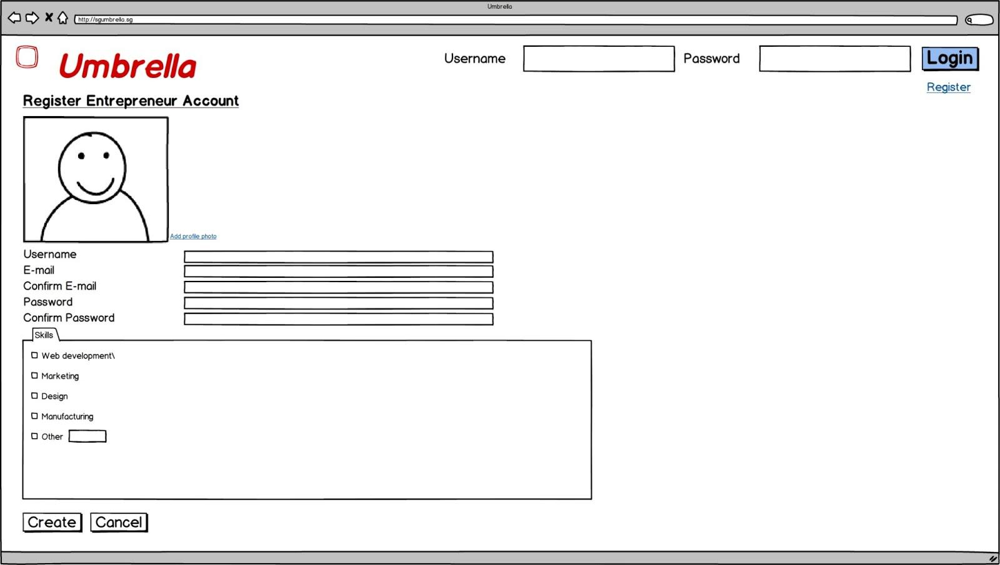 Umbrella
http://sgumbrella.sg
Umbrella
Username Password Login
Register
Register Entrepreneur Account
Add profile photo
Username
E-mail
Confirm E-mail
Password
Confirm Password
Skills
Web development\
Marketing
Design
Manufacturing
Other
Create Cancel